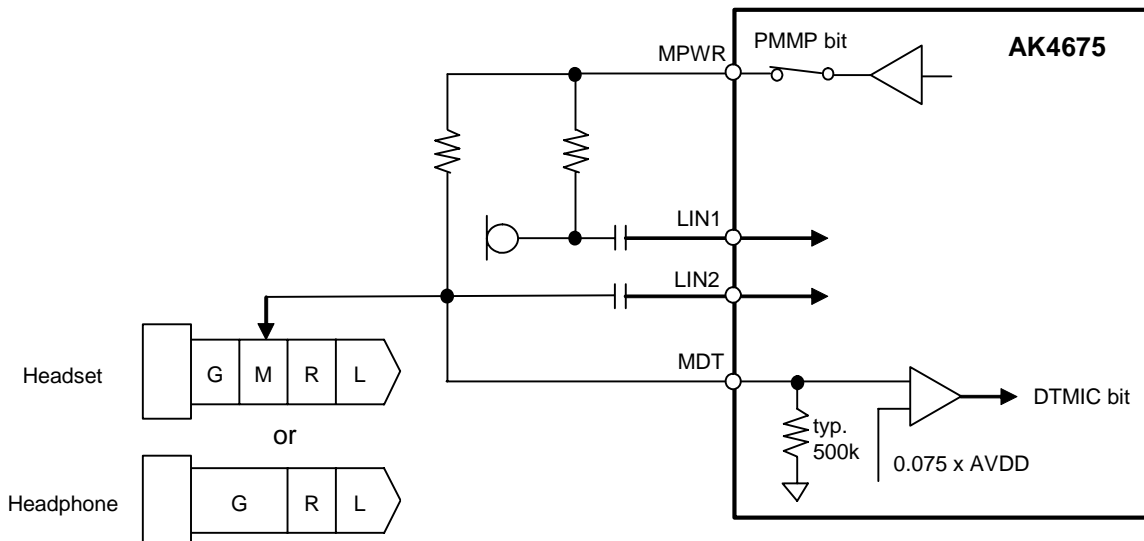 PMMP bit
AK4675
MPWR
LIN1
LIN2
MDT
Headset
G M R L
or
Headphone
G R L
typ.
500k
DTMIC bit
0.075 x AVDD